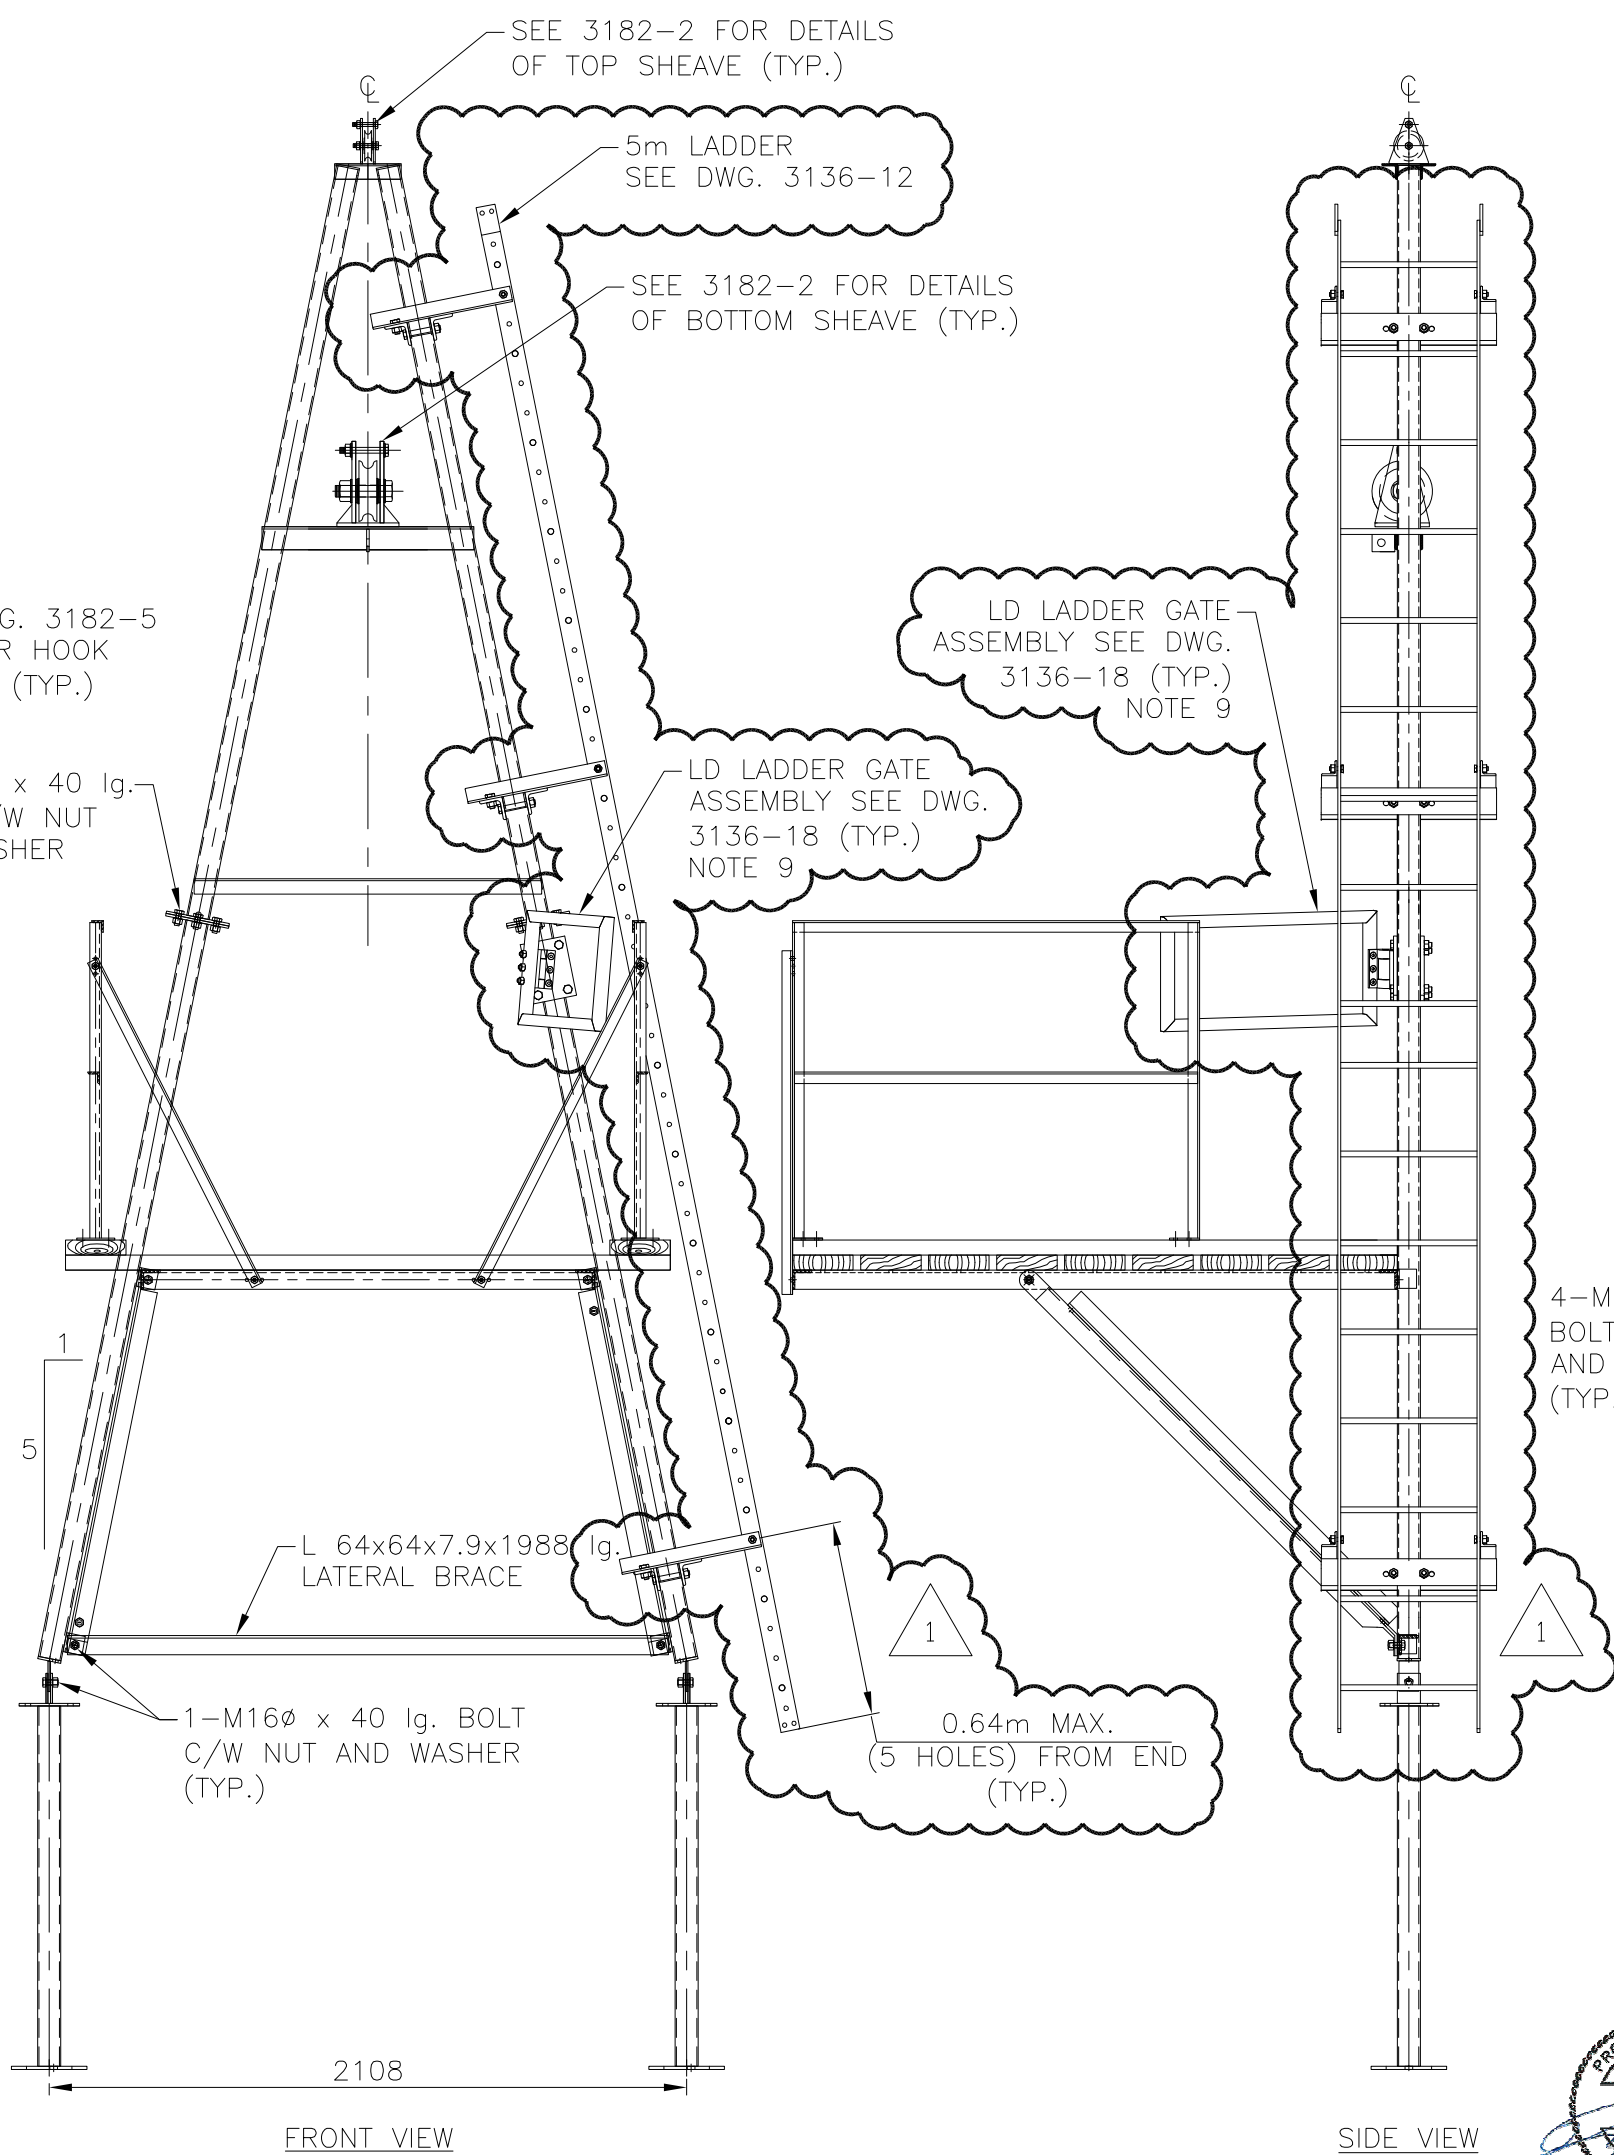 SEE 3182-2 FOR DETAILS
OF TOP SHEAVE (TYP.)
℄
℄
5m LADDER
SEE DWG. 3136-12
SEE 3182-2 FOR DETAILS
OF BOTTOM SHEAVE (TYP.)
G. 3182-5
R HOOK
(TYP.)
LD LADDER GATE
ASSEMBLY SEE DWG.
3136-18 (TYP.)
NOTE 9
x 40 lg.
/W NUT
SHER
LD LADDER GATE
ASSEMBLY SEE DWG.
3136-18 (TYP.)
NOTE 9
4-M
BOLT
AND
(TYP.
1
5
L 64x64x7.9x1988 lg.
LATERAL BRACE
1
1
1-M16ø x 40 lg. BOLT
C/W NUT AND WASHER
(TYP.)
0.64m MAX.
(5 HOLES) FROM END
(TYP.)
2108
FRONT VIEW
SIDE VIEW